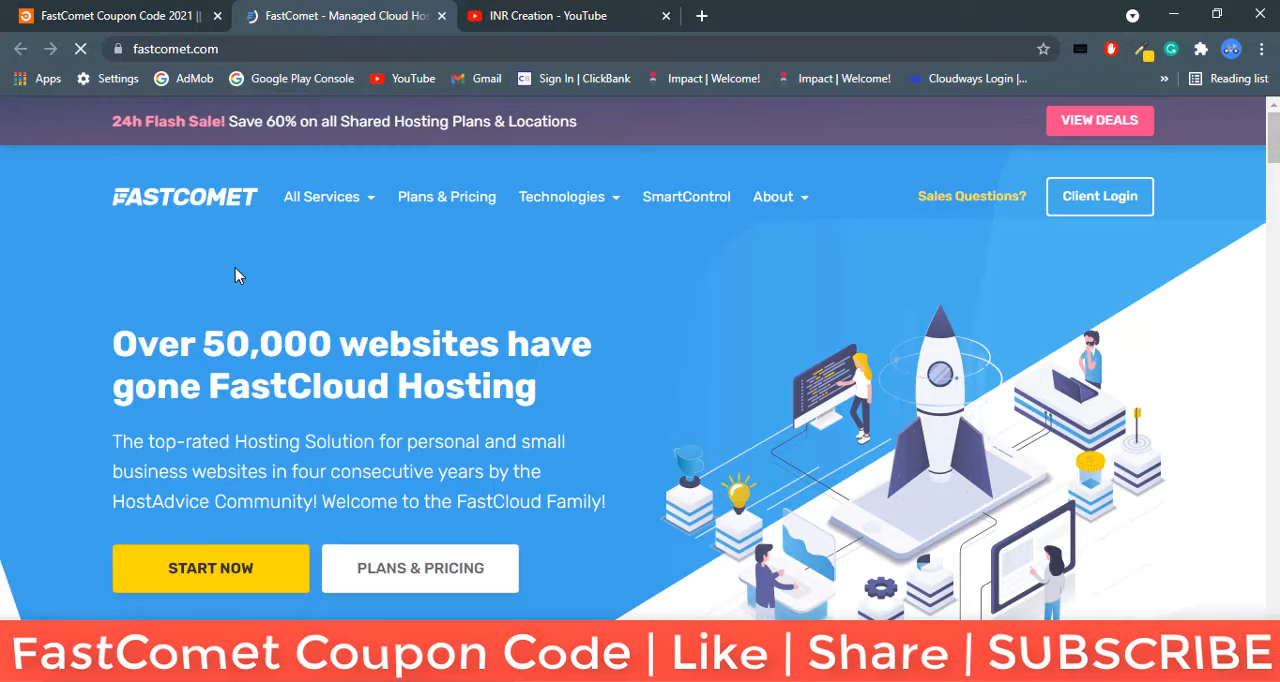 FastComet Coupon Code 2021 ||
FastComet - Managed Cloud Hos
INR Creation - YouTube
fastcomet.com
Apps
Settings
AdMob
Google Play Console
YouTube
Gmail
Sign In | ClickBank
Impact | Welcome!
Impact | Welcome!
Cloudways Login |...
Reading list
24h Flash Sale! Save 60% on all Shared Hosting Plans & Locations
VIEW DEALS
FASTCOMET
All Services
Plans & Pricing
Technologies
SmartControl
About
Sales Questions?
Client Login
Over 50,000 websites have
gone FastCloud Hosting
The top-rated Hosting Solution for personal and small
business websites in four consecutive years by the
HostAdvice Community! Welcome to the FastCloud Family!
START NOW
PLANS & PRICING
FastComet Coupon Code | Like | Share | SUBSCRIBE